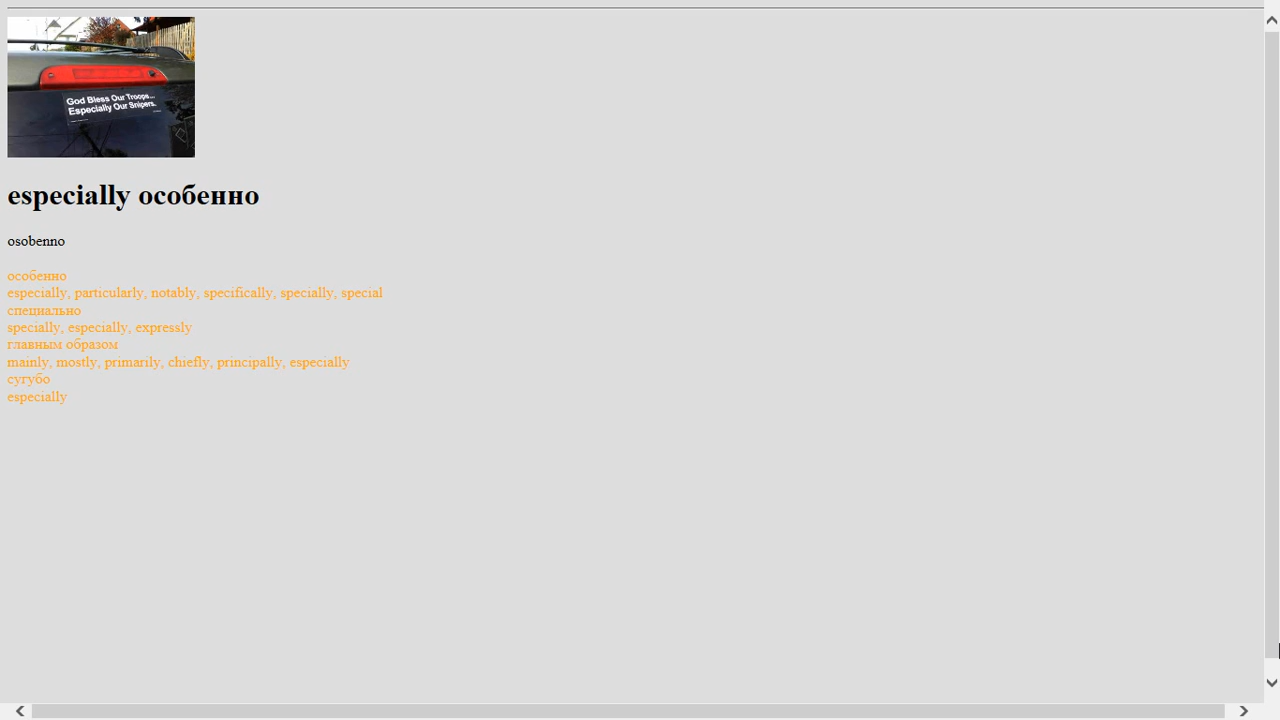 God Bless Our Troops...
Especially Our Snipers.
especially особенно
osobenno
особенно
especially, particularly, notably, specifically, specially, special
специально
specially, especially, expressly
главным образом
mainly, mostly, primarily, chiefly, principally, especially
сугубо
especially